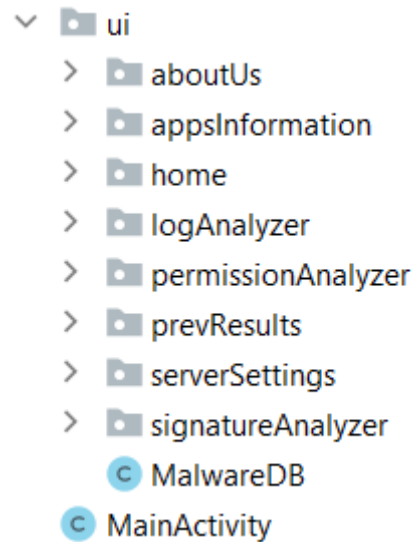 ui
aboutUs
appsInformation
home
logAnalyzer
permissionAnalyzer
prevResults
serverSettings
signatureAnalyzer
C MalwareDB
C MainActivity